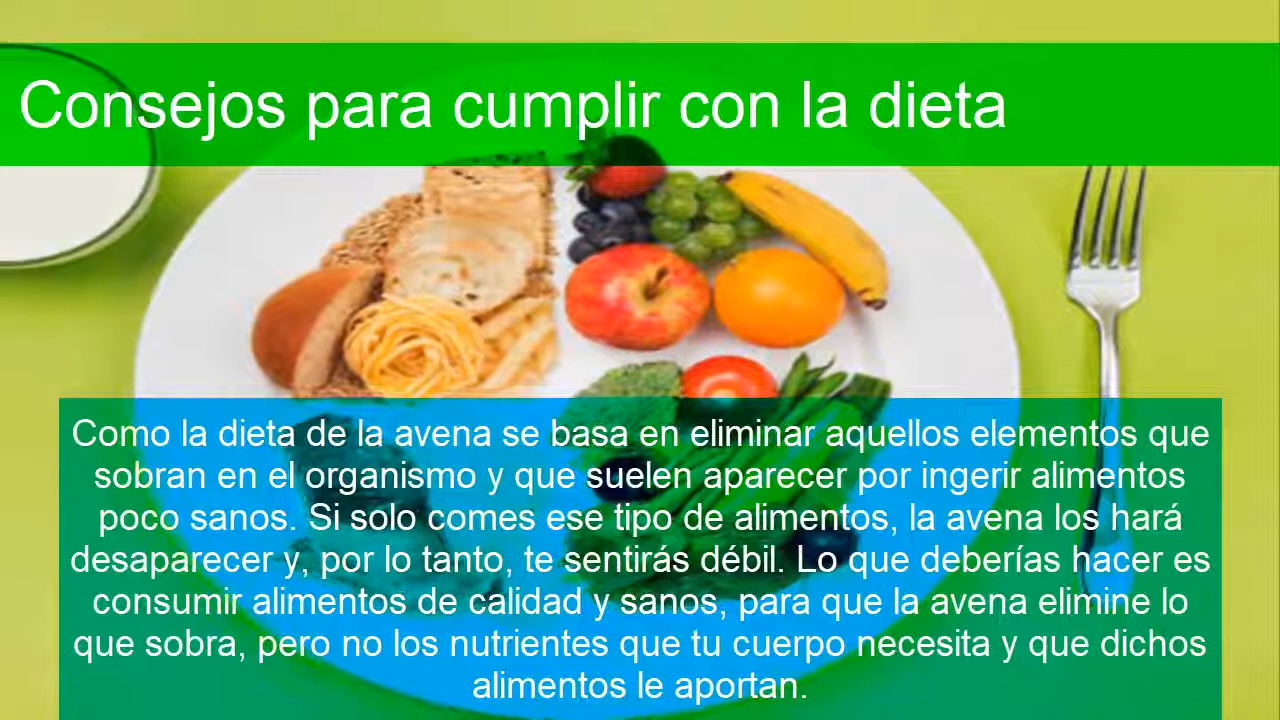 Consejos para cumplir con la dieta
Como la dieta de la avena se basa en eliminar aquellos elementos que
sobran en el organismo y que suelen aparecer por ingerir alimentos
poco sanos. Si solo comes ese tipo de alimentos, la avena los hará
desaparecer y, por lo tanto, te sentirás débil. Lo que deberías hacer es
consumir alimentos de calidad y sanos, para que la avena elimine lo
que sobra, pero no los nutrientes que tu cuerpo necesita y que dichos
alimentos le aportan.